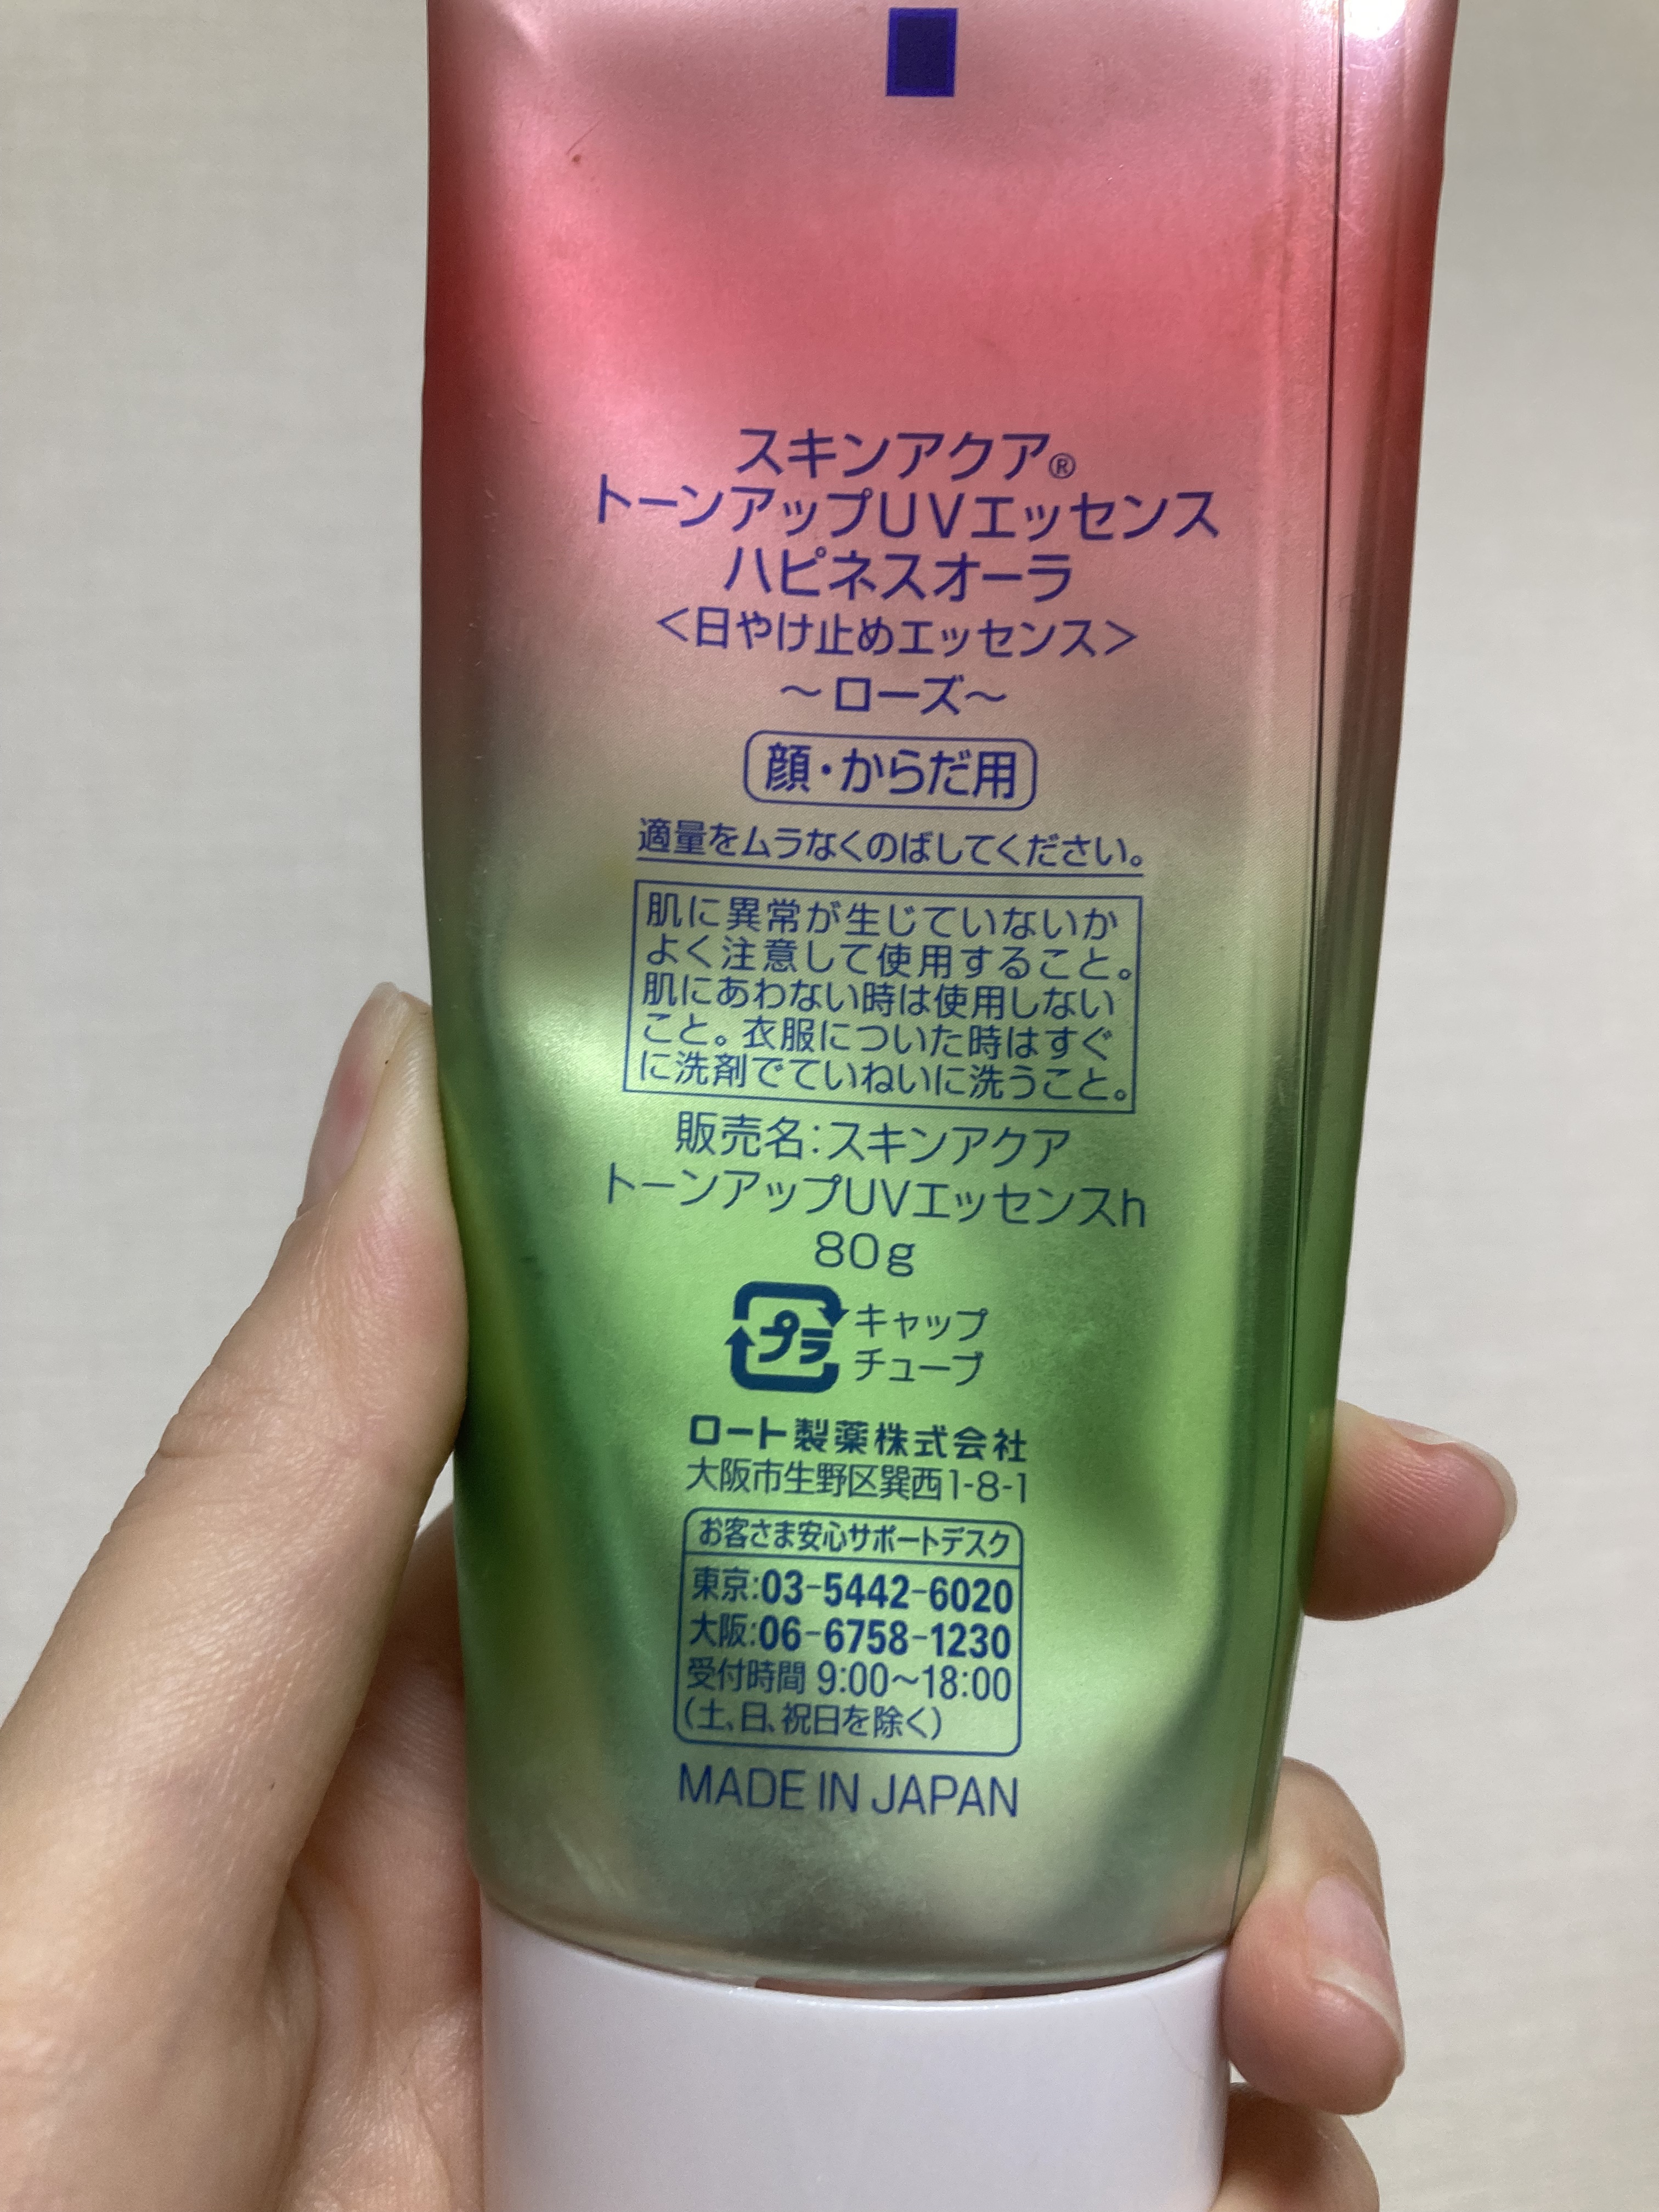 スキンアクア®
トーンアップUVエッセンス
ハピネスオーラ
＜日やけ止めエッセンス＞
～ローズ～
顔・からだ用
適量をムラなくのばしてください。
肌に異常が生じていないか
よく注意して使用すること。
肌にあわない時は使用しない
こと。衣服についた時はすぐ
に洗剤でていねいに洗うこと。
販売名：スキンアクア
トーンアップUVエッセンスh
80g
プラ キャップ
チューブ
ロート製薬株式会社
大阪市生野区巽西1-8-1
お客さま安心サポートデスク
東京:03-5442-6020
大阪:06-6758-1230
受付時間 9:00～18:00
(土、日、祝日を除く)
MADE IN JAPAN